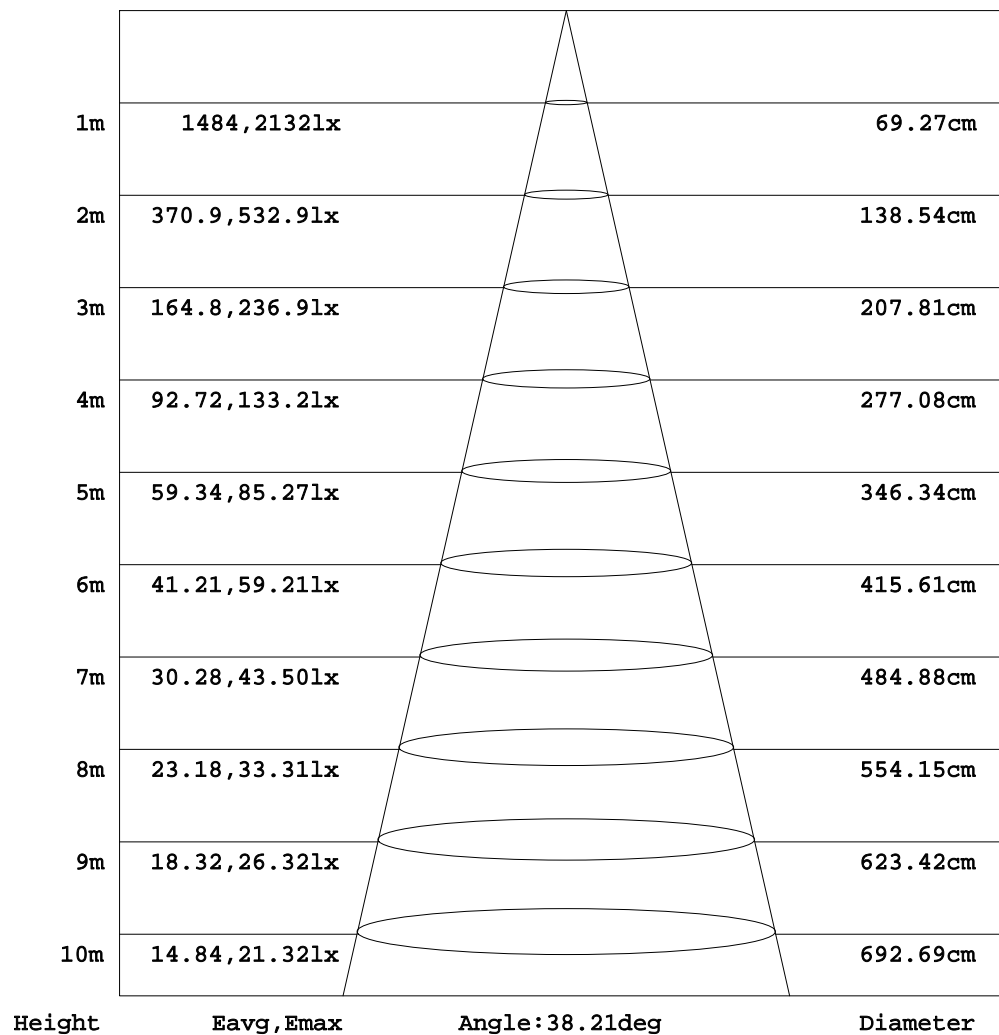 1m 1484,2132lx 69.27cm
2m 370.9,532.9lx 138.54cm
3m 164.8,236.9lx 207.81cm
4m 92.72,133.2lx 277.08cm
5m 59.34,85.27lx 346.34cm
6m 41.21,59.21lx 415.61cm
7m 30.28,43.50lx 484.88cm
8m 23.18,33.31lx 554.15cm
9m 18.32,26.32lx 623.42cm
10m 14.84,21.32lx 692.69cm
Height Eavg,Emax Angle:38.21deg Diameter